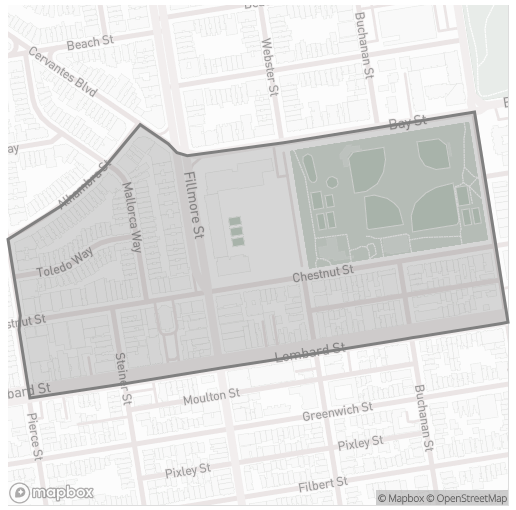 Be
Beach St
Buchanan St
Webster St
Cervantes Blvd
Bay St
B
ay
Alhambra St
Mallorca Way
Fillmore St
Toledo Way
Chestnut St
stnut St
Lombard St
bard St
Steiner St
Pierce St
Moulton St
Greenwich St
Buchanan St
Pixley St
Pixley St
Filbert St
mapbox
© Mapbox © OpenStreetMap